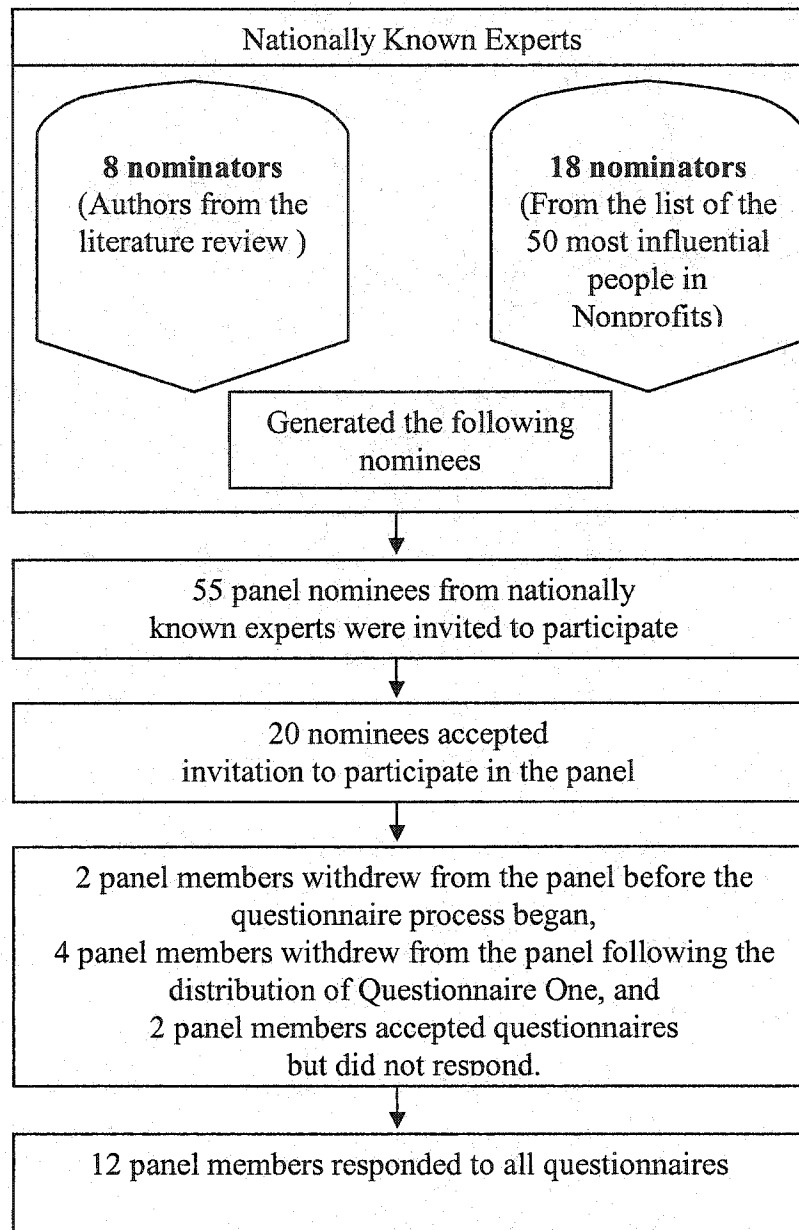 Nationally Known Experts
8 nominators
(Authors from the
literature review )
18 nominators
(From the list of the
50 most influential
people in
Nonprofits)
Generated the following
nominees
55 panel nominees from nationally
known experts were invited to participate
20 nominees accepted
invitation to participate in the panel
2 panel members withdrew from the panel before the
questionnaire process began,
4 panel members withdrew from the panel following the
distribution of Questionnaire One, and
2 panel members accepted questionnaires
but did not respond.
12 panel members responded to all questionnaires